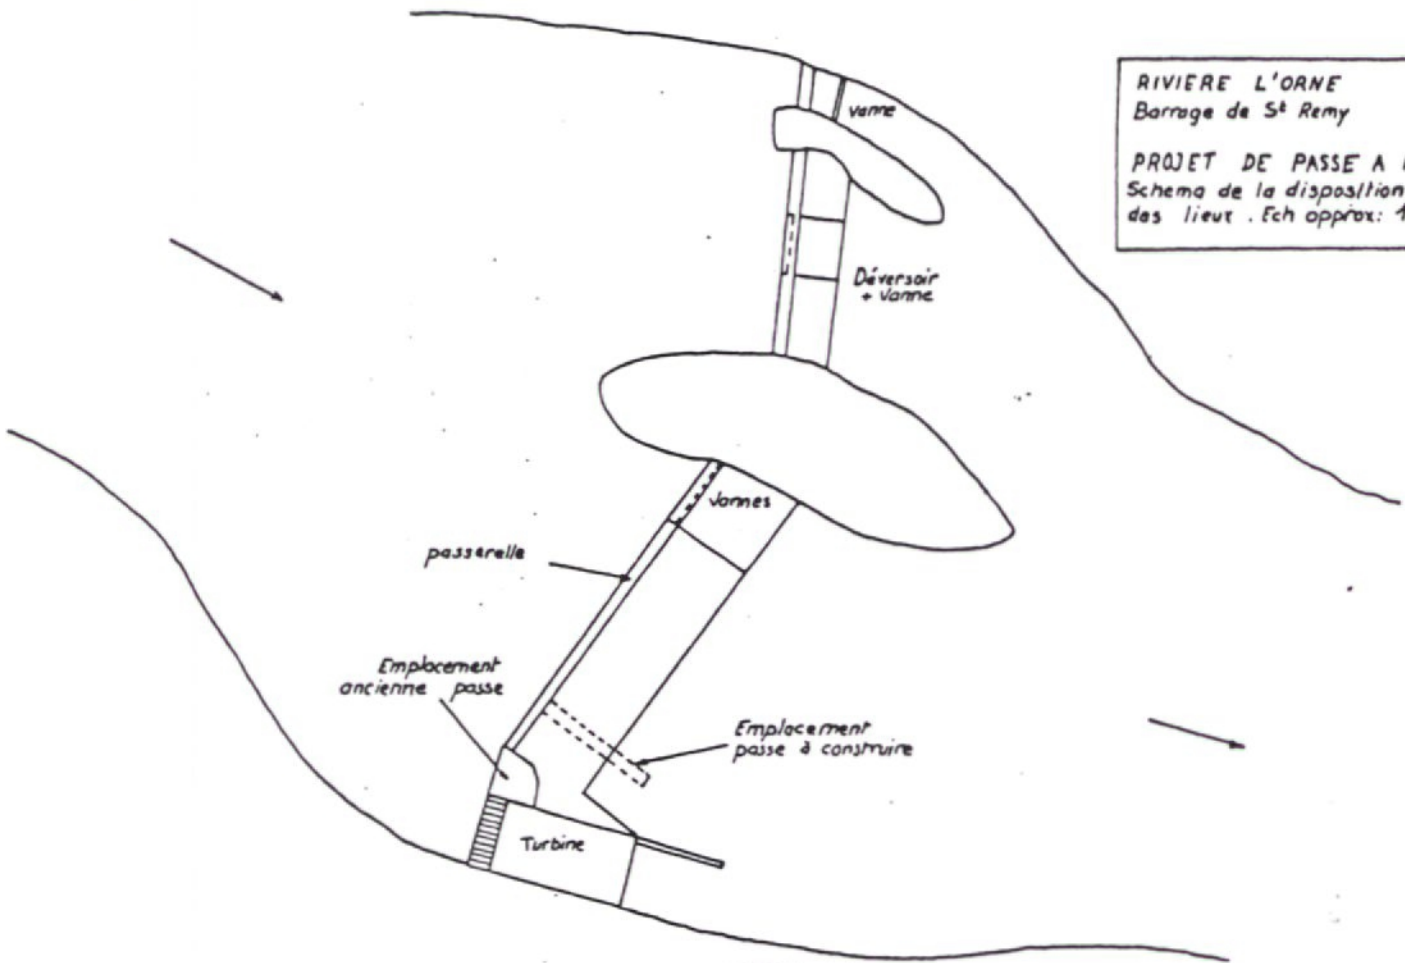 RIVIERE L'ORNE
Barrage de St Remy
PROJET DE PASSE A
Schema de la disposition
des lieux . Ech approx:
vanne
Déversoir
+ vanne
Vannes
passerelle
Emplacement
ancienne passe
Emplacement
passe à construire
Turbine